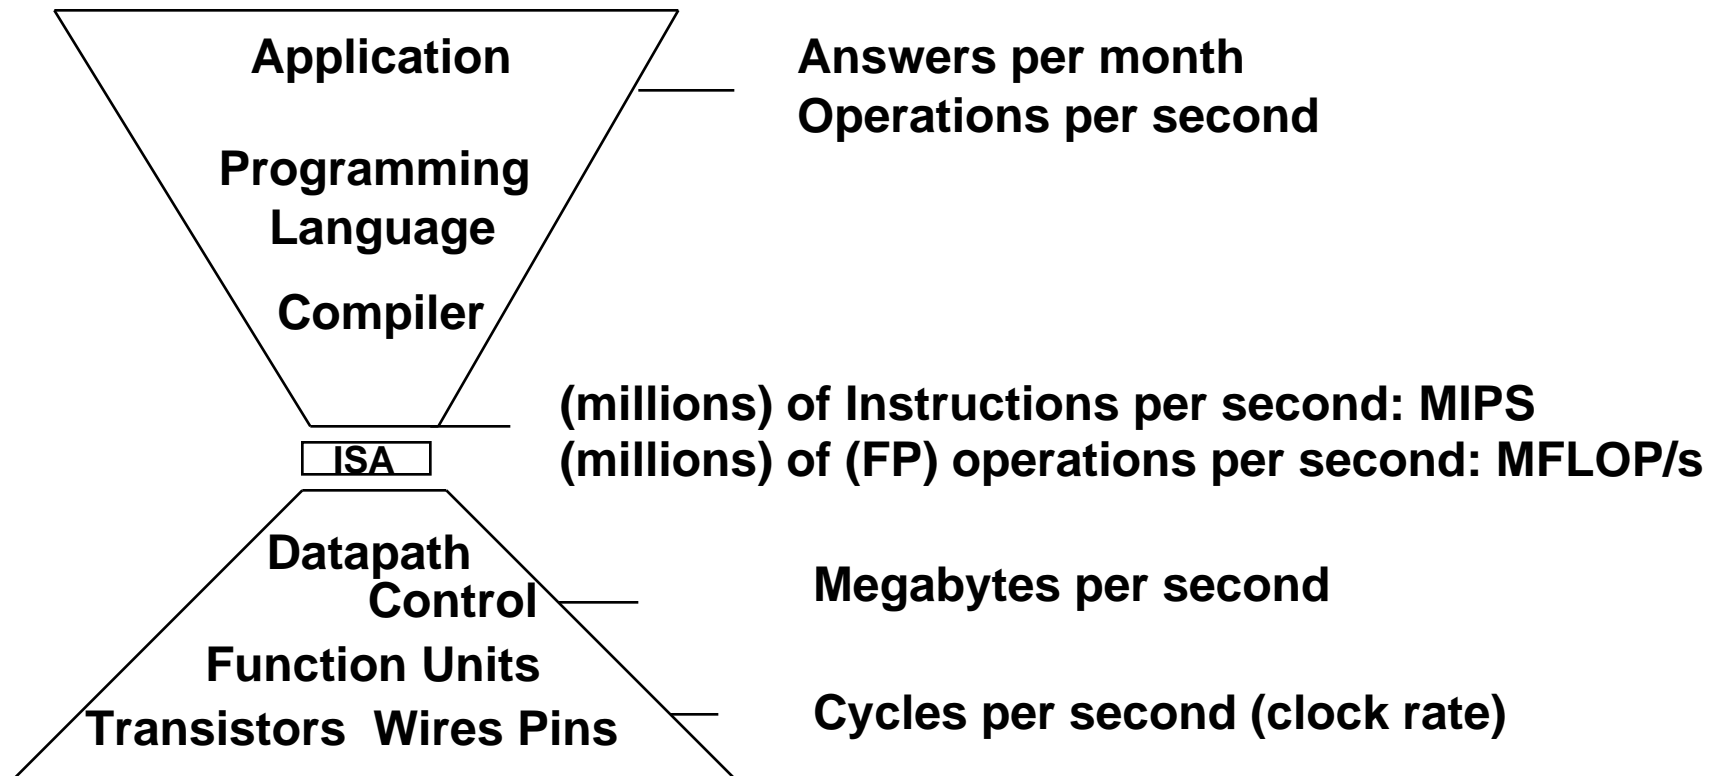 Application
Answers per month
Operations per second
Programming
Language
Compiler
(millions) of Instructions per second: MIPS
ISA
(millions) of (FP) operations per second: MFLOP/s
Datapath
Control
Megabytes per second
Function Units
Transistors Wires Pins
Cycles per second (clock rate)